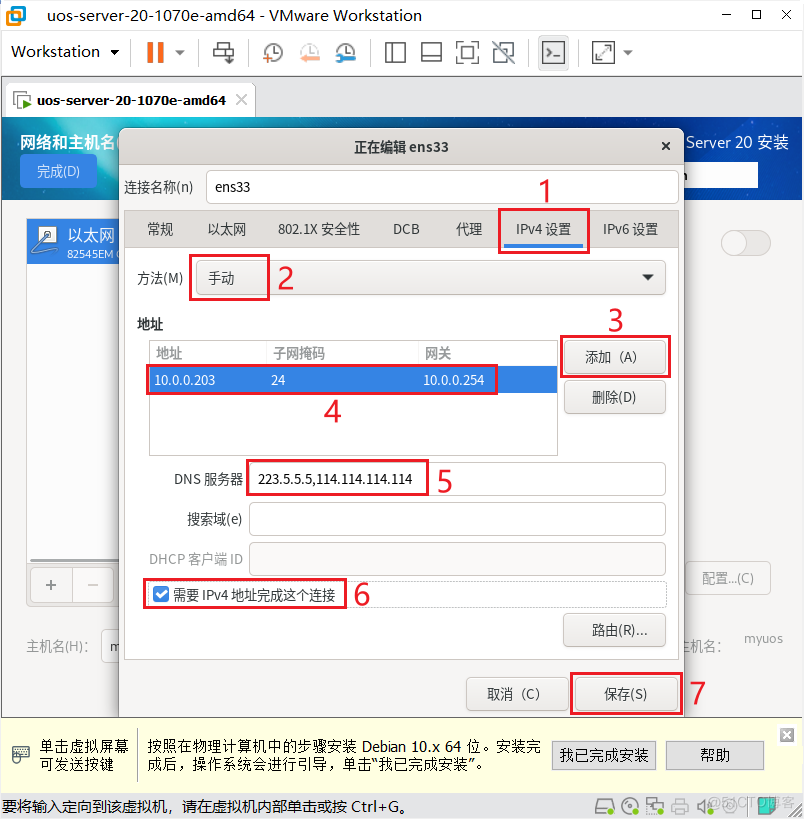 uos-server-20-1070e-amd64 - VMware Workstation
Workstation
uos-server-20-1070e-amd64
网络和主机名(
Server 20 安装
完成(D)
正在编辑 ens33
连接名称(n) ens33
1
常规 以太网 802.1X 安全性 DCB 代理 IPv4 设置 IPv6 设置
以太网
82545EM
方法(M) 手动 2
地址
3
地址 子网掩码 网关
添加（A）
10.0.0.203 24 10.0.0.254
删除(D)
4
DNS 服务器 223.5.5.5,114.114.114.114 5
搜索域(e)
DHCP 客户端 ID
+ − 配置...(C)
需要 IPv4 地址完成这个连接 6
路由(R)...
主机名(H): m 主机名: myuos
取消（C） 保存(S) 7
单击虚拟屏幕
可发送按键
按照在物理计算机中的步骤安装 Debian 10.x 64 位。安装完
成后，操作系统会进行引导，单击“我已完成安装”。
我已完成安装 帮助
要将输入定向到该虚拟机，请在虚拟机内部单击或按 Ctrl+G。
@51CTO博客